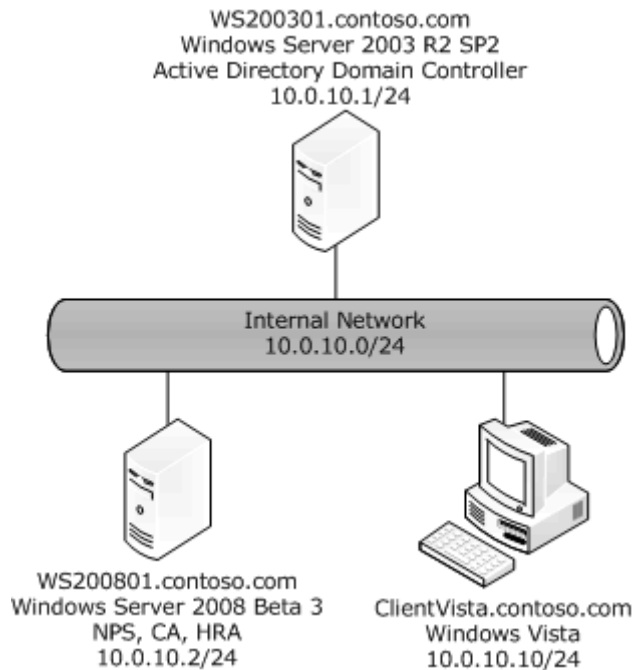 WS200301.contoso.com
Windows Server 2003 R2 SP2
Active Directory Domain Controller
10.0.10.1/24
Internal Network
10.0.10.0/24
WS200801.contoso.com
Windows Server 2008 Beta 3
NPS, CA, HRA
10.0.10.2/24
ClientVista.contoso.com
Windows Vista
10.0.10.10/24